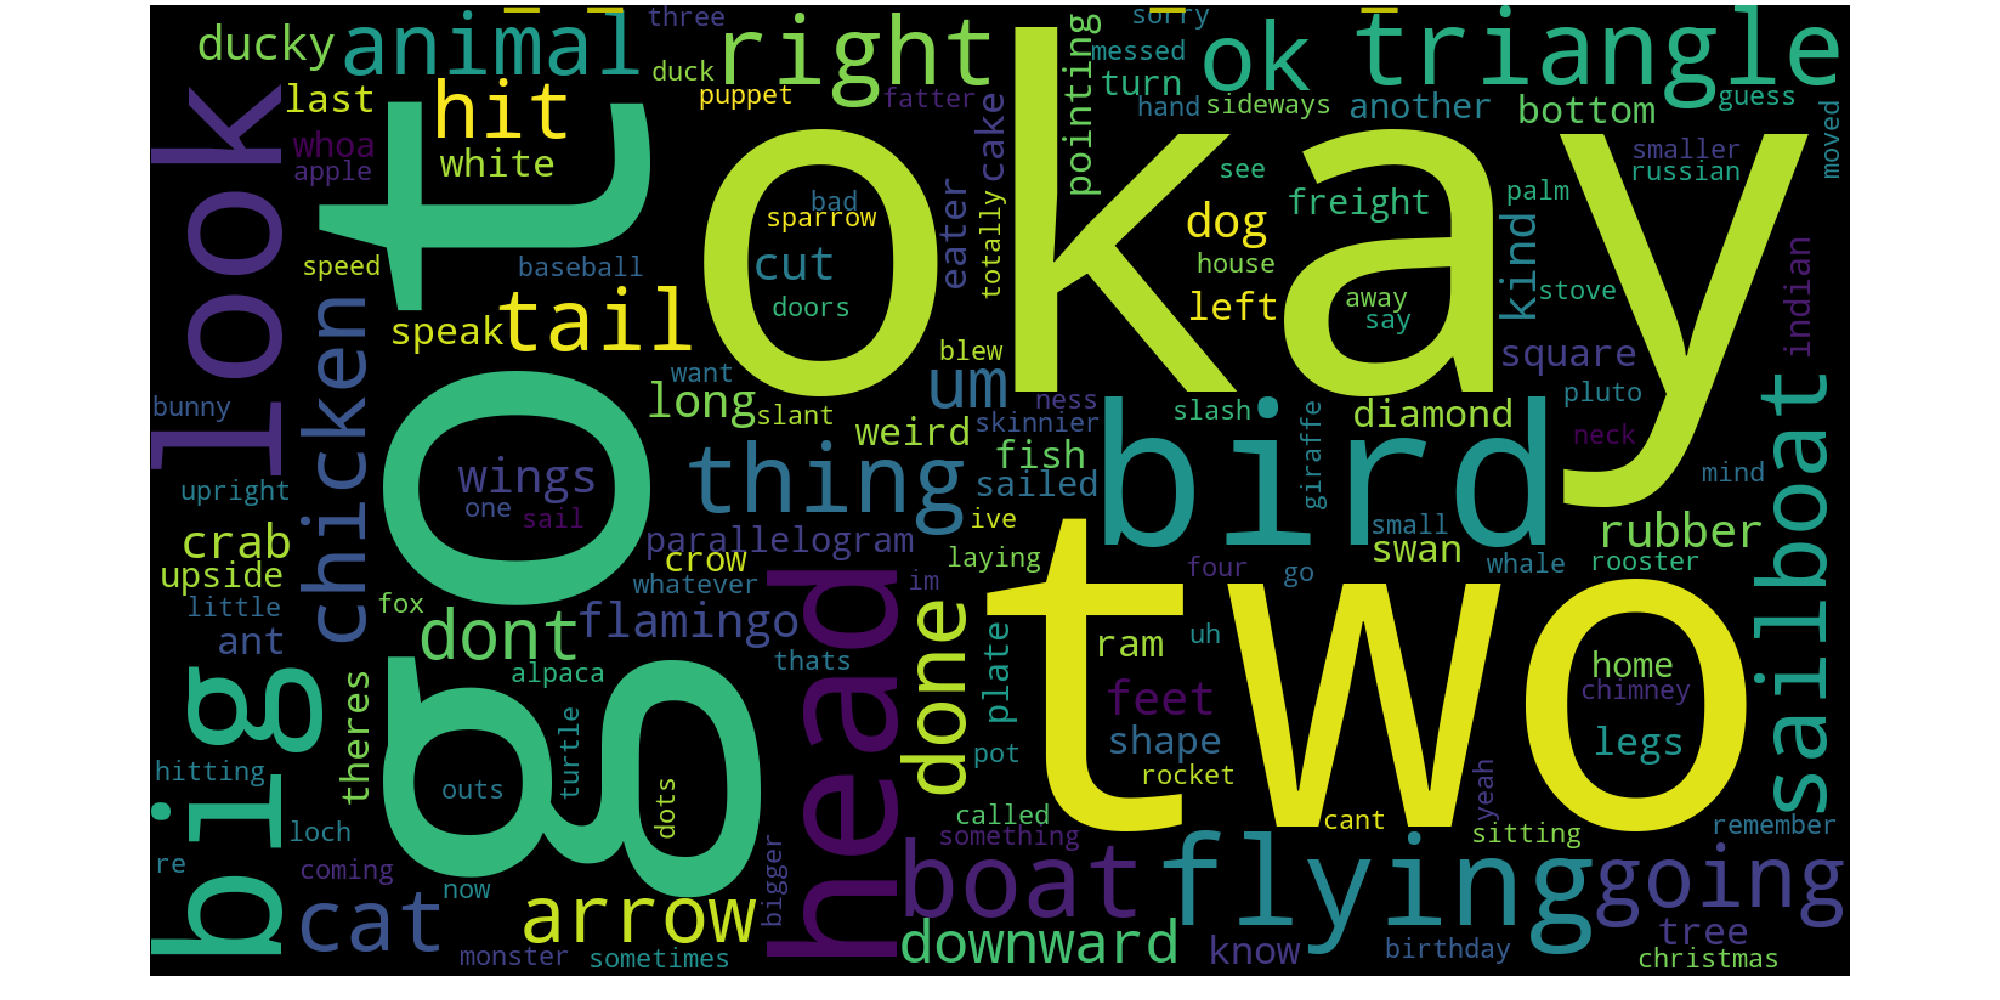 okay
got
two
bird
head
look
big
flying
sailboat
triangle
right
animal
thing
boat
chicken
ok
hit
tail
cat
arrow
going
done
dont
downward
um
ducky
three
duck
puppet
fatter
sorry
messed
turn
pointing
hand
sideways
another
bottom
guess
moved
last
whoa
apple
white
cake
eater
totally
bad
sparrow
cut
doors
see
freight
dog
house
left
away
say
palm
kind
stove
smaller
russian
indian
square
speed
baseball
speak
blew
want
long
slant
weird
ness
skinnier
fish
sailed
slash
giraffe
diamond
pluto
neck
mind
bunny
upright
wings
one
sail
ive
small
swan
rubber
whale
rooster
crab
upside
little
ant
fox
parallelogram
crow
whatever
flamingo
im
laying
four
go
alpaca
thats
ram
uh
plate
feet
shape
rocket
pot
home
chimney
legs
theres
turtle
hitting
outs
dots
yeah
called
something
cant
sitting
remember
loch
re
coming
now
bigger
monster
sometimes
know
birthday
tree
christmas